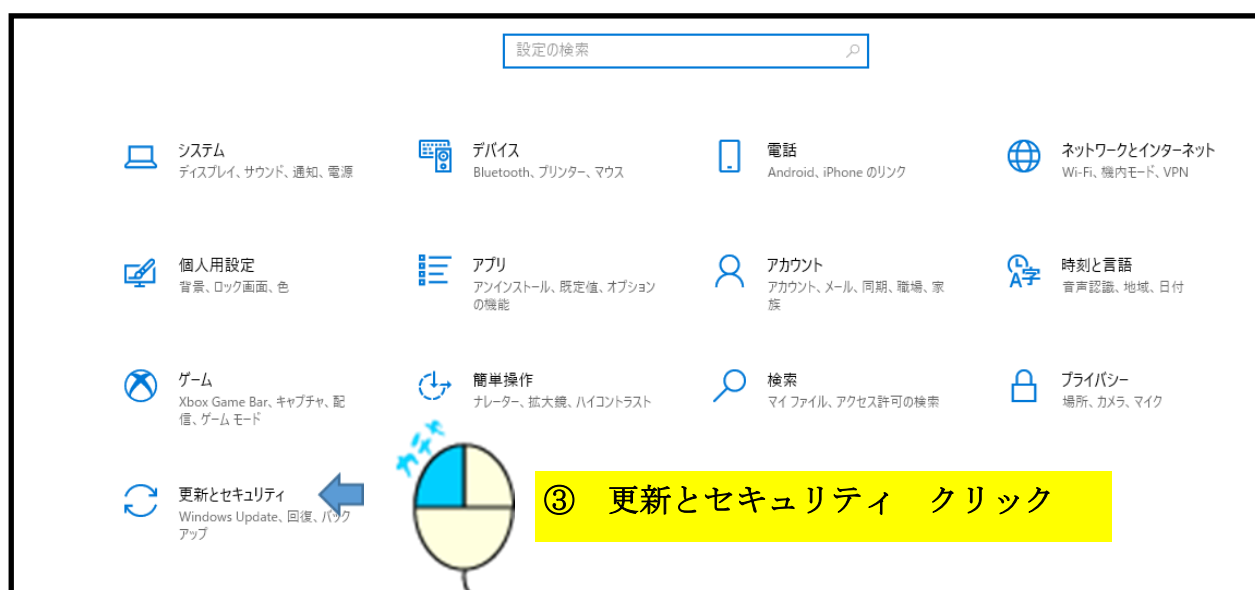 設定の検索
システム
ディスプレイ、サウンド、通知、電源
デバイス
Bluetooth、プリンター、マウス
電話
Android、iPhone のリンク
ネットワークとインターネット
Wi-Fi、機内モード、VPN
個人用設定
背景、ロック画面、色
アプリ
アンインストール、既定値、オプション
の機能
アカウント
アカウント、メール、同期、職場、家
族
時刻と言語
音声認識、地域、日付
ゲーム
Xbox Game Bar、キャプチャ、配
信、ゲーム モード
簡単操作
ナレーター、拡大鏡、ハイコントラスト
検索
マイ ファイル、アクセス許可の検索
プライバシー
場所、カメラ、マイク
カチャ
更新とセキュリティ
Windows Update、回復、バック
アップ
③ 更新とセキュリティ クリック